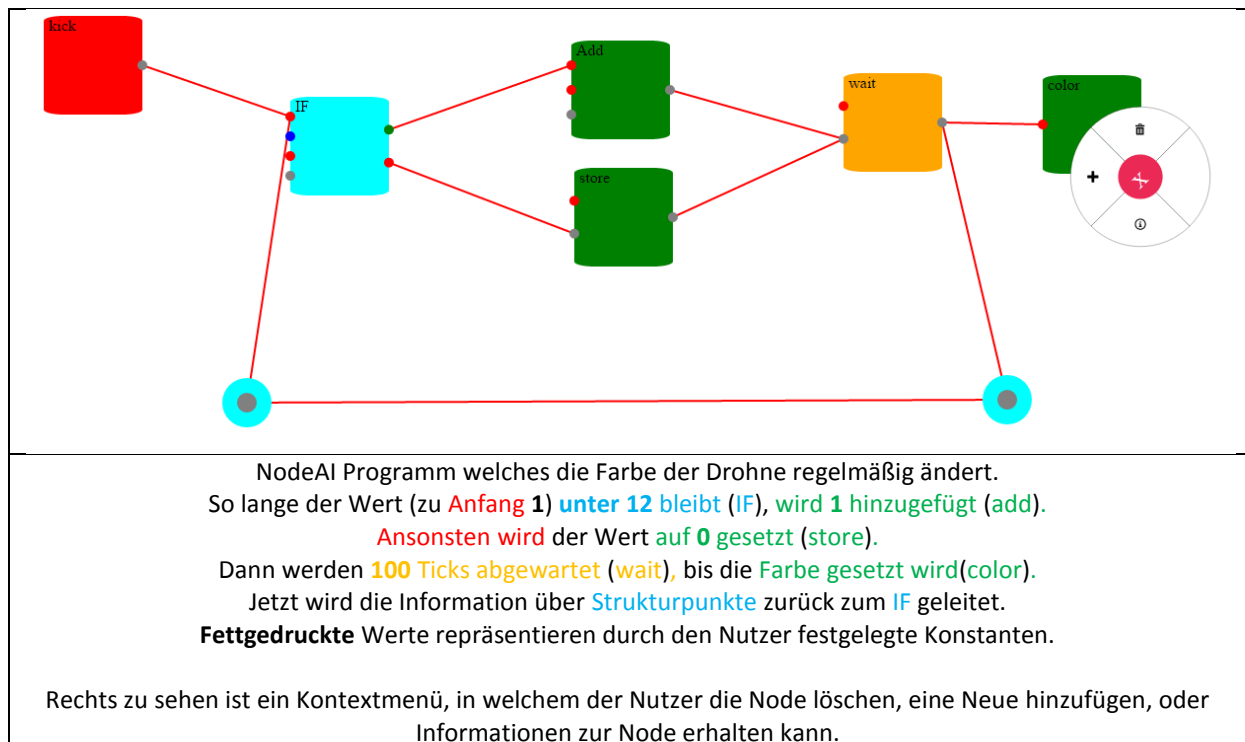 kick
Add
wait
color
IF
store
NodeAI Programm welches die Farbe der Drohne regelmäßig ändert.
So lange der Wert (zu Anfang 1) unter 12 bleibt (IF), wird 1 hinzugefügt (add).
Ansonsten wird der Wert auf 0 gesetzt (store).
Dann werden 100 Ticks abgewartet (wait), bis die Farbe gesetzt wird(color).
Jetzt wird die Information über Strukturpunkte zurück zum IF geleitet.
Fettgedruckte Werte repräsentieren durch den Nutzer festgelegte Konstanten.
Rechts zu sehen ist ein Kontextmenü, in welchem der Nutzer die Node löschen, eine Neue hinzufügen, oder
Informationen zur Node erhalten kann.